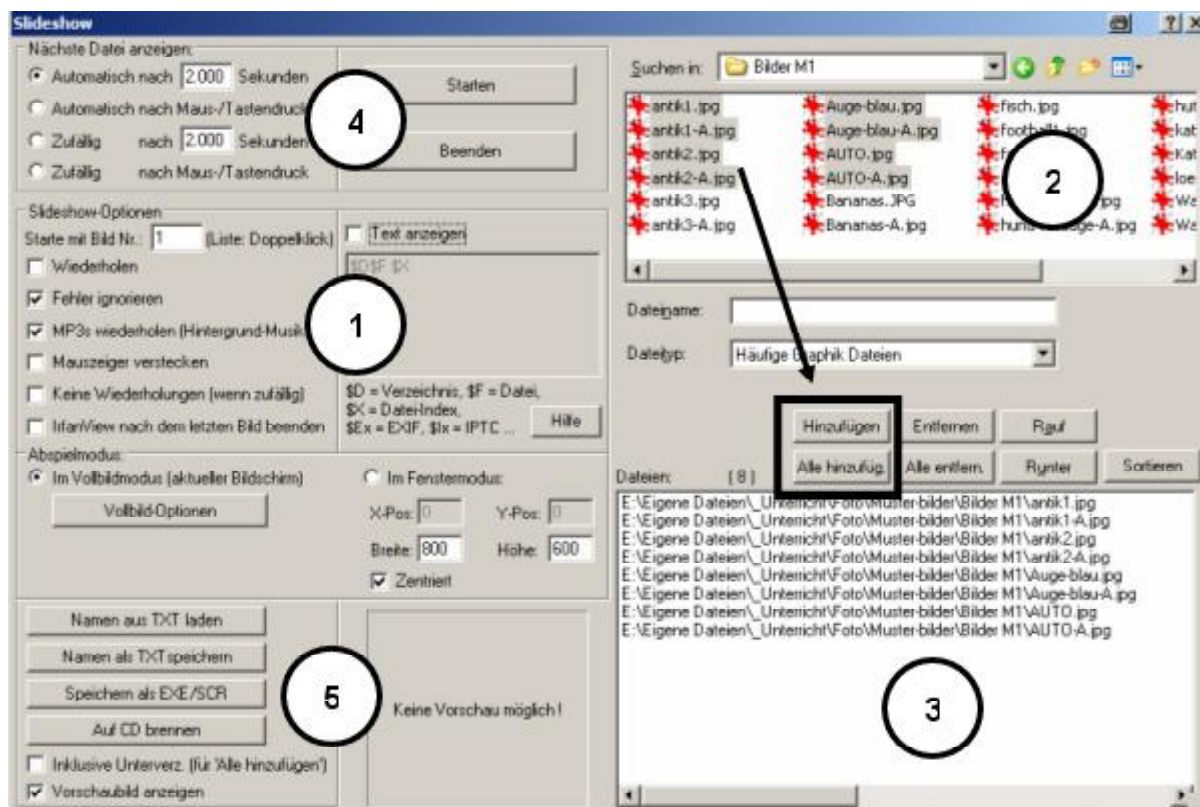 Slideshow
Nächste Datei anzeigen:
Automatisch nach 2.000 Sekunden
Automatisch nach Maus-/Tastendruck
Zufällig nach 2.000 Sekunden
Zufällig nach Maus-/Tastendruck
4
Starten
Beenden
Slideshow-Optionen
Starte mit Bild Nr.: 1 (Liste: Doppelklick)
Wiederholen
Fehler ignorieren
MP3s wiederholen (Hintergrund-Musik
Mauszeiger verstecken
Keine Wiederholungen (wenn zufällig)
IrfanView nach dem letzten Bild beenden
1
Text anzeigen
$D$F $X
$D = Verzeichnis, $F = Datei,
$X = Datei-Index,
$Ex = EXIF, $Ix = IPTC ...
Hilfe
Abspielmodus:
Im Vollbildmodus (aktueller Bildschirm)
Vollbild-Optionen
Im Fenstermodus:
X-Pos: 0 Y-Pos: 0
Breite: 800 Höhe: 600
Zentriert
Namen aus TXT laden
Namen als TXT speichern
Speichern als EXE/SCR
Auf CD brennen
Inklusive Unterverz. (für 'Alle hinzufügen')
Vorschaubild anzeigen
5
Keine Vorschau möglich !
Suchen in: Bilder M1
antik1.jpg Auge-blau.jpg fisch.jpg
antik1-A.jpg Auge-blau-A.jpg
antik2.jpg AUTO.jpg
antik2-A.jpg AUTO-A.jpg
antik3.jpg Bananas.JPG
antik3-A.jpg Bananas-A.jpg
2
Dateiname:
Dateityp: Häufige Graphik Dateien
Hinzufügen Entfernen Rauf
Alle hinzufüg. Alle entfern. Runter Sortieren
Dateien: ( 8 )
E:\Eigene Dateien\_Unterricht\Foto\Muster-bilder\Bilder M1\antik1.jpg
E:\Eigene Dateien\_Unterricht\Foto\Muster-bilder\Bilder M1\antik1-A.jpg
E:\Eigene Dateien\_Unterricht\Foto\Muster-bilder\Bilder M1\antik2.jpg
E:\Eigene Dateien\_Unterricht\Foto\Muster-bilder\Bilder M1\antik2-A.jpg
E:\Eigene Dateien\_Unterricht\Foto\Muster-bilder\Bilder M1\Auge-blau.jpg
E:\Eigene Dateien\_Unterricht\Foto\Muster-bilder\Bilder M1\Auge-blau-A.jpg
E:\Eigene Dateien\_Unterricht\Foto\Muster-bilder\Bilder M1\AUTO.jpg
E:\Eigene Dateien\_Unterricht\Foto\Muster-bilder\Bilder M1\AUTO-A.jpg
3